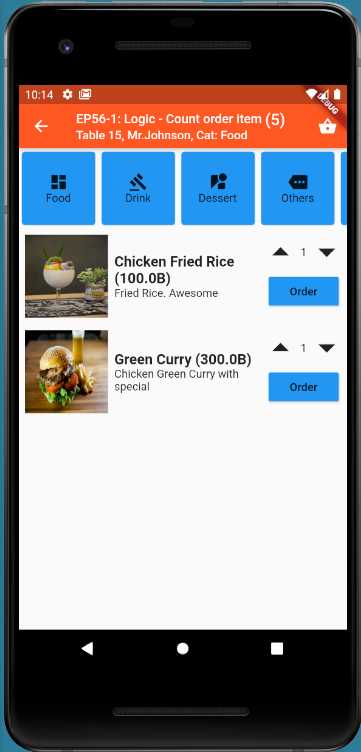 10:14
DEBUG
EP56-1: Logic - Count order item (5)
Table 15, Mr.Johnson, Cat: Food
Food
Drink
Dessert
Others
Chicken Fried Rice
(100.0B)
Fried Rice. Awesome
1
Order
Green Curry (300.0B)
Chicken Green Curry with
special
1
Order